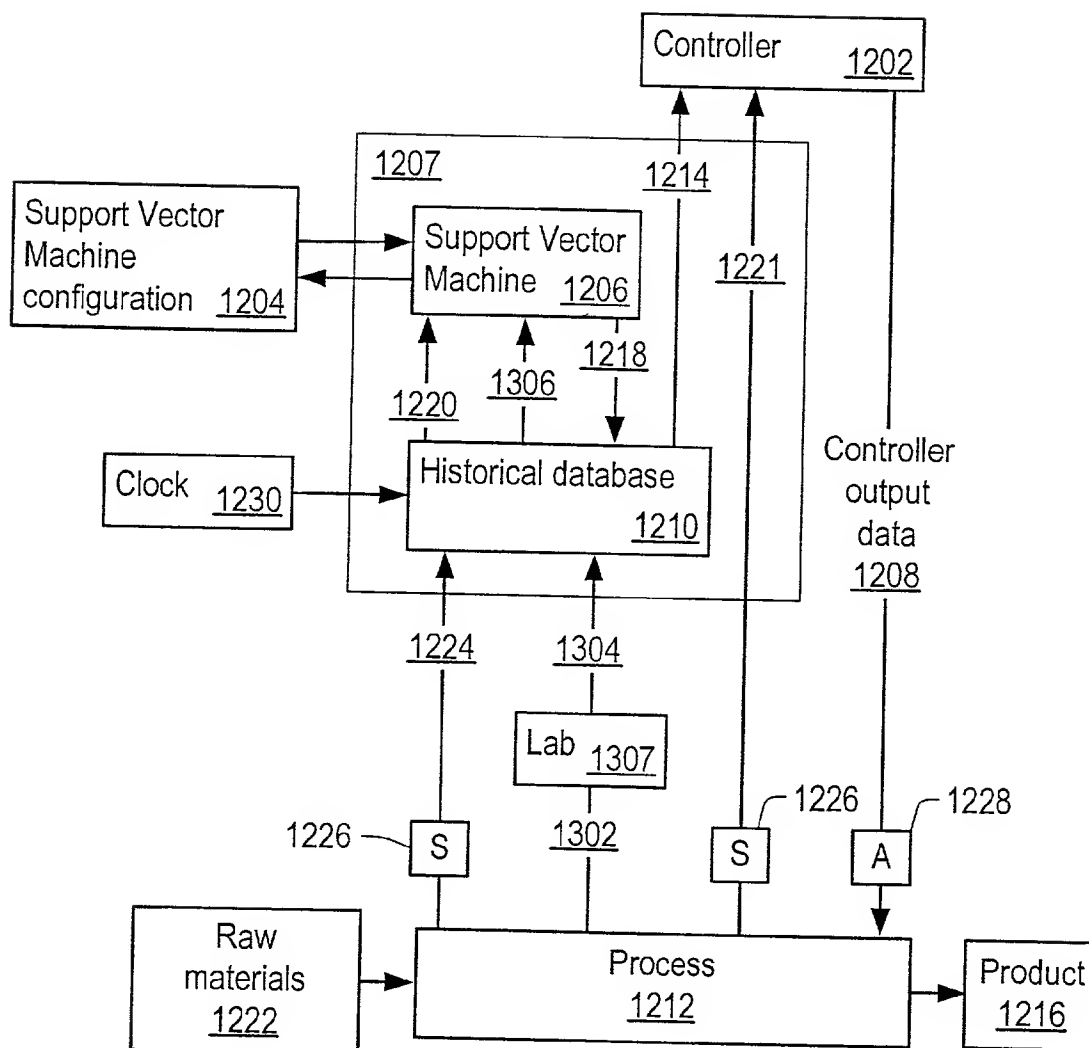 Controller
1202
1207
1214
Support Vector
Machine
configuration 1204
Support Vector
Machine 1206
1221
1220
1306
1218
Clock 1230
Historical database
1210
Controller
output
data
1208
1224
1304
Lab 1307
1226
S
1302
S
1226
A
1228
Raw
materials
1222
Process
1212
Product
1216